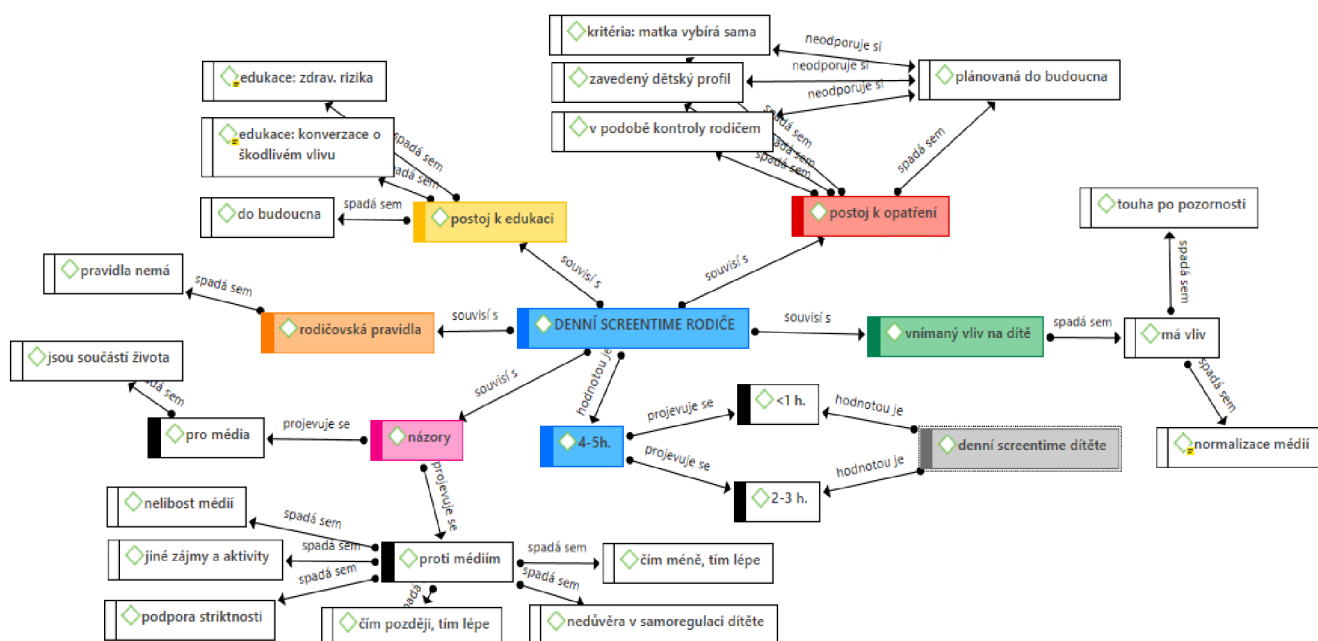 kritéria: matka vybírá sama
neodporuje si
edukace: zdrav. rizika
zavedený dětský profil
neodporuje si
plánovaná do budoucna
neodporuje si
edukace: konverzace o
škodlivém vlivu
v podobě kontroly rodičem
spadá sem
spadá sem
spadá sem
spadá sem
spadá sem
spadá sem
do budoucna
spadá sem
postoj k edukaci
postoj k opatření
touha po pozornosti
pravidla nemá
spadá sem
souvisí s
souvisí s
spadá sem
rodičovská pravidla
souvisí s
DENNÍ SCREENTIME RODIČE
souvisí s
vnímaný vliv na dítě
spadá sem
má vliv
jsou součástí života
spadá sem
souvisí s
hodnotou je
spadá sem
pro média
projevuje se
názory
4-5h.
projevuje se
<1 h.
hodnotou je
denní screentime dítěte
normalizace médií
projevuje se
2-3 h.
hodnotou je
projevuje se
nelibost médií
spadá sem
jiné zájmy a aktivity
spadá sem
proti médiím
spadá sem
čím méně, tím lépe
podpora striktnosti
spadá sem
čím později, tím lépe
spadá sem
nedůvěra v samoregulaci dítěte